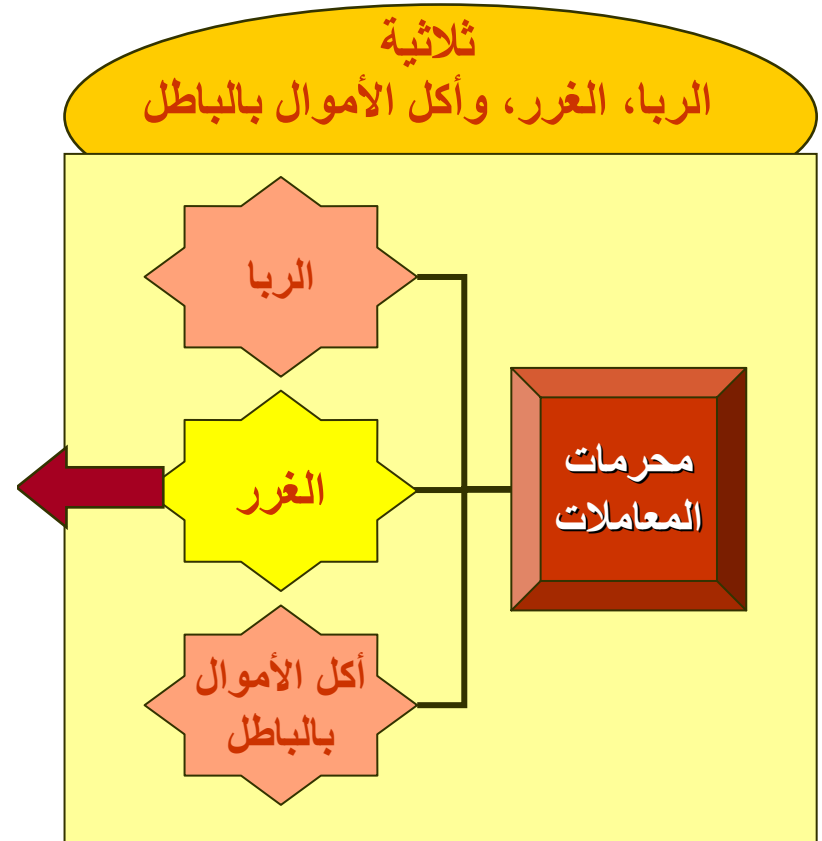 ثلاثية
الربا، الغرر، وأكل الأموال بالباطل
الربا
محرمات
المعاملات
الغرر
أكل الأموال
بالباطل